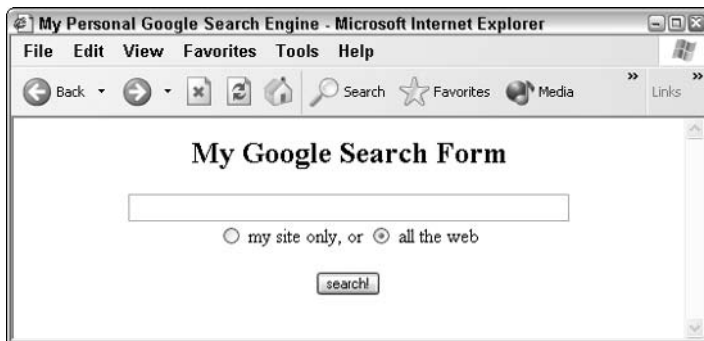 My Personal Google Search Engine - Microsoft Internet Explorer
File Edit View Favorites Tools Help
Back Search Favorites Media » Links »
My Google Search Form
my site only, or all the web
search!